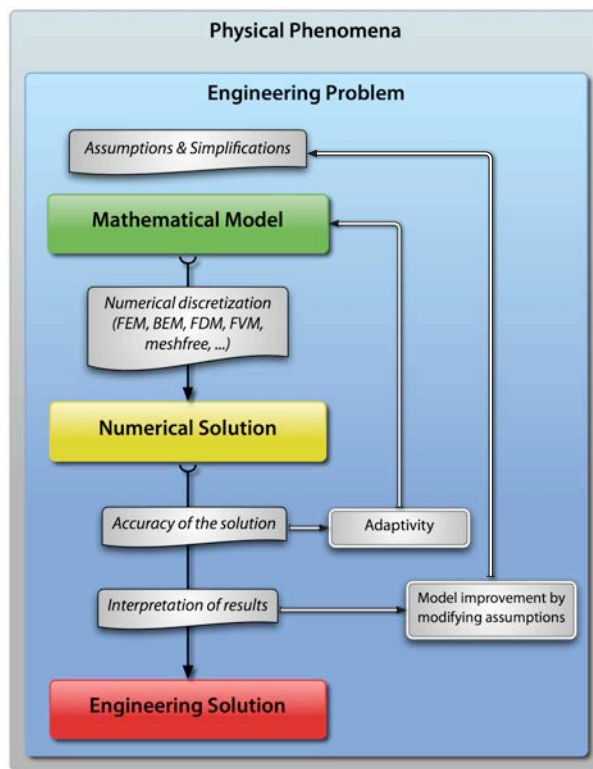 Physical Phenomena
Engineering Problem
Assumptions & Simplifications
Mathematical Model
Numerical discretization
(FEM, BEM, FDM, FVM,
meshfree, ...)
Numerical Solution
Accuracy of the solution
Adaptivity
Interpretation of results
Model improvement by
modifying assumptions
Engineering Solution